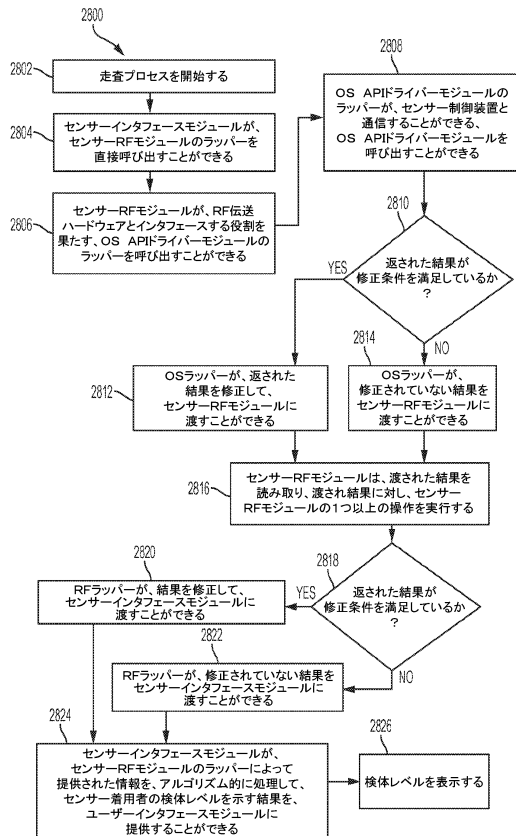 2800
2802
走査プロセスを開始する
2804
センサーインタフェースモジュールが、
センサーRFモジュールのラッパーを
直接呼び出すことができる
2806
センサーRFモジュールが、RF伝送
ハードウェアとインタフェースする役割を
果たす、OS APIドライバーモジュールの
ラッパーを呼び出すことができる
2808
OS APIドライバーモジュールの
ラッパーが、センサー制御装置と
通信することができる、
OS APIドライバーモジュールを
呼び出すことができる
2810
返された結果が
修正条件を満足しているか
?
YES
NO
2812
OSラッパーが、返された
結果を修正して、
センサーRFモジュールに
渡すことができる
2814
OSラッパーが、
修正されていない結果を
センサーRFモジュールに
渡すことができる
2816
センサーRFモジュールは、渡された結果を
読み取り、渡され結果に対し、センサー
RFモジュールの1つ以上の操作を実行する
2818
返された結果が
修正条件を満足しているか
?
YES
NO
2820
RFラッパーが、結果を修正して、
センサーインタフェースモジュールに
渡すことができる
2822
RFラッパーが、修正されていない結果を
センサーインタフェースモジュールに
渡すことができる
2824
センサーインタフェースモジュールが、
センサーRFモジュールのラッパーによって
提供された情報を、アルゴリズム的に処理して、
センサー着用者の検体レベルを示す結果を、
ユーザーインタフェースモジュールに
提供することができる
2826
検体レベルを表示する